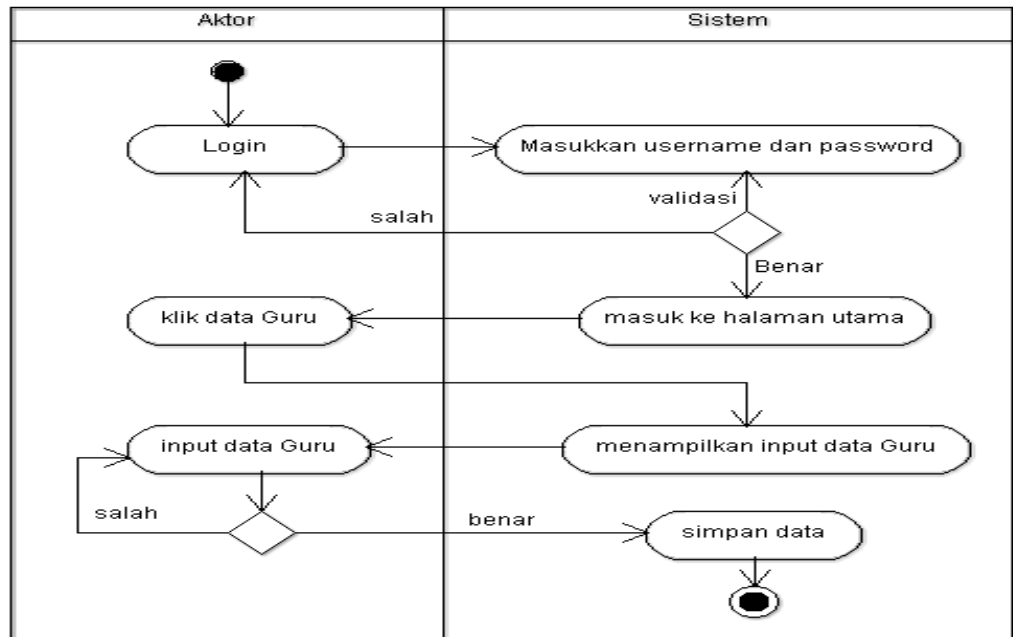 Aktor
Sistem
Login
Masukkan username dan password
validasi
salah
Benar
klik data Guru
masuk ke halaman utama
input data Guru
menampilkan input data Guru
salah
benar
simpan data